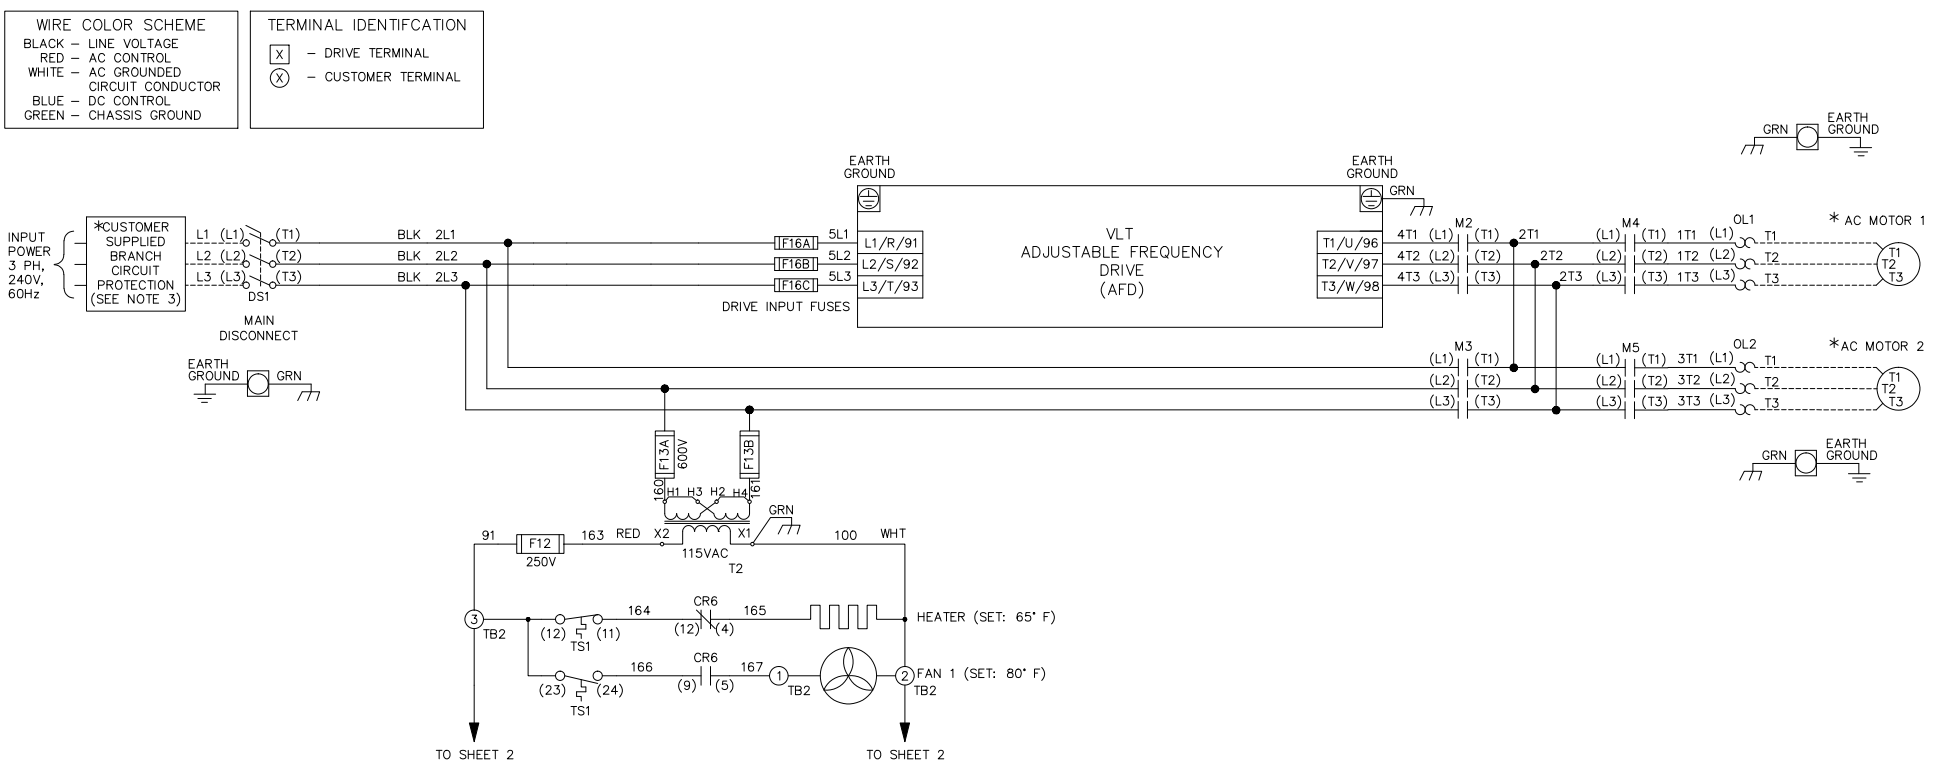 WIRE COLOR SCHEME
BLACK – LINE VOLTAGE
RED – AC CONTROL
WHITE – AC GROUNDED
CIRCUIT CONDUCTOR
BLUE – DC CONTROL
GREEN – CHASSIS GROUND
TERMINAL IDENTIFCATION
X – DRIVE TERMINAL
X – CUSTOMER TERMINAL
GRN
EARTH
GROUND
EARTH
GROUND
EARTH
GROUND
GRN
INPUT
POWER
3 PH,
240V,
60Hz
*CUSTOMER
SUPPLIED
BRANCH
CIRCUIT
PROTECTION
(SEE NOTE 3)
L1 (L1) (T1) BLK 2L1 F16A 5L1 L1/R/91
L2 (L2) (T2) BLK 2L2 F16B 5L2 L2/S/92
L3 (L3) (T3) BLK 2L3 F16C 5L3 L3/T/93
DS1
MAIN
DISCONNECT
DRIVE INPUT FUSES
VLT
ADJUSTABLE FREQUENCY
DRIVE
(AFD)
M2 M4 OL1 * AC MOTOR 1
T1/U/96 4T1 (L1) (T1) 2T1 (L1) (T1) 1T1 (L1) T1 T1
T2/V/97 4T2 (L2) (T2) 2T2 (L2) (T2) 1T2 (L2) T2 T2
T3/W/98 4T3 (L3) (T3) 2T3 (L3) (T3) 1T3 (L3) T3 T3
EARTH
GROUND
GRN
M3 M5 OL2 *AC MOTOR 2
(L1) (T1) (L1) (T1) 3T1 (L1) T1 T1
(L2) (T2) (L2) (T2) 3T2 (L2) T2 T2
(L3) (T3) (L3) (T3) 3T3 (L3) T3 T3
GRN
EARTH
GROUND
F13A
600V
F13B
160
161
H1 H3 H2 H4
GRN
91 F12 163 RED X2 X1 100 WHT
250V
115VAC
T2
CR6
3 164 165 HEATER (SET: 65° F)
TB2 (12) (11) (12) (4)
TS1
CR6
166 167 1 2 FAN 1 (SET: 80° F)
(23) (24) (9) (5) TB2 TB2
TS1
TO SHEET 2
TO SHEET 2